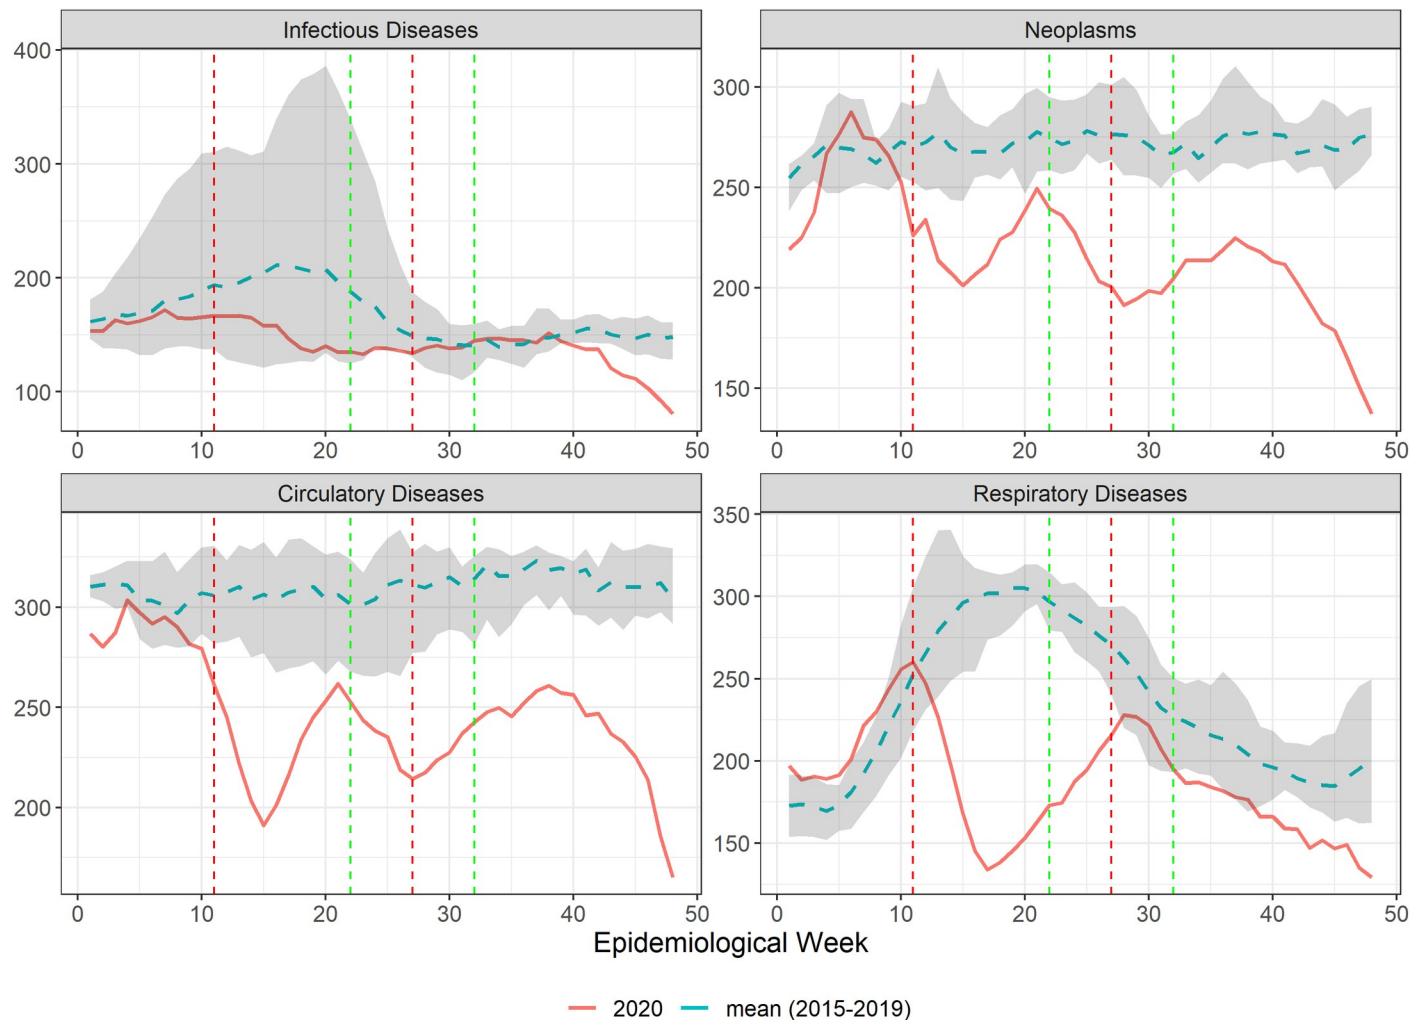 Infectious Diseases
Neoplasms
400
300
200
100
300
250
200
150
0 10 20 30 40 50
0 10 20 30 40 50
Circulatory Diseases
Respiratory Diseases
300
250
200
350
300
250
200
150
0 10 20 30 40 50
0 10 20 30 40 50
Epidemiological Week
2020 mean (2015-2019)